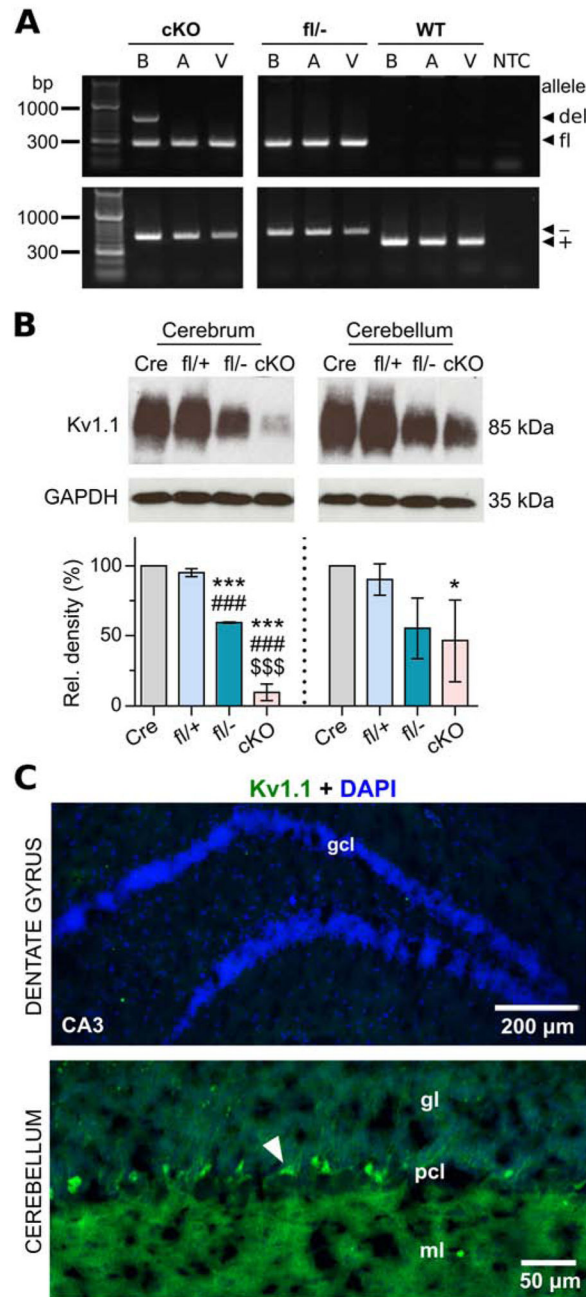 A
cKO fl/- WT
B A V B A V B A V NTC
bp allele
1000 del
300 fl
1000 –
300 +
B
Cerebrum Cerebellum
Cre fl/+ fl/- cKO Cre fl/+ fl/- cKO
Kv1.1 85 kDa
GAPDH 35 kDa
Rel. density (%)
100
50
0
***
###
***
###
$$$
*
Cre fl/+ fl/- cKO Cre fl/+ fl/- cKO
C
Kv1.1 + DAPI
DENTATE GYRUS
gcl
CA3
200 µm
CEREBELLUM
gl
pcl
ml
50 µm